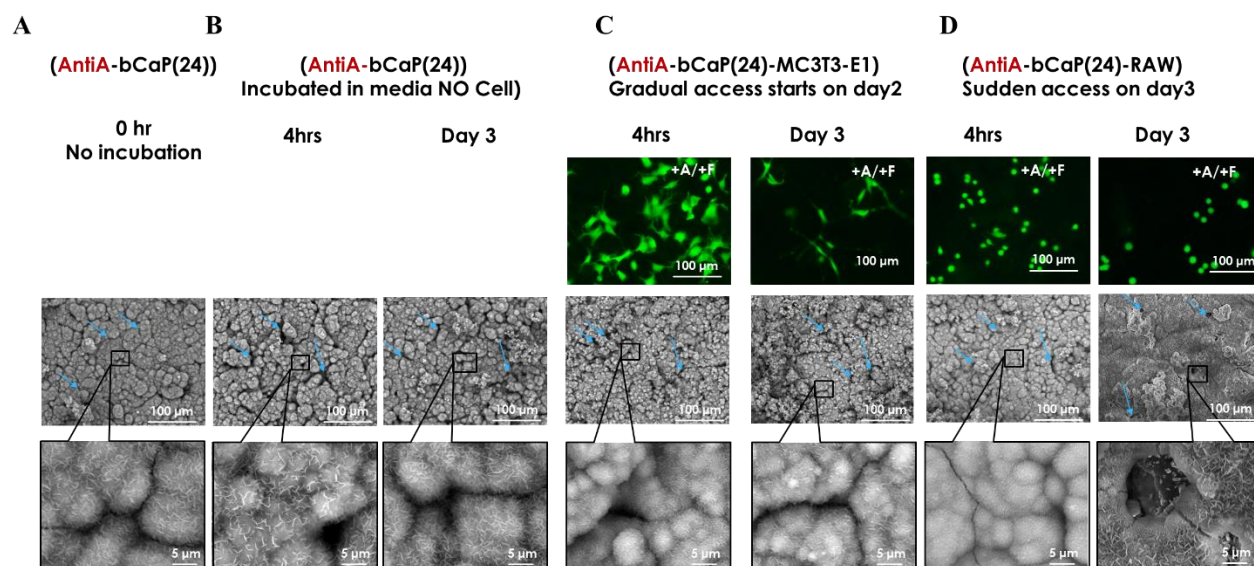 A
(AntiA-bCaP(24))
0 hr
No incubation
B
(AntiA-bCaP(24))
Incubated in media NO Cell)
4hrs
Day 3
C
(AntiA-bCaP(24)-MC3T3-E1)
Gradual access starts on day2
4hrs
Day 3
D
(AntiA-bCaP(24)-RAW)
Sudden access on day3
4hrs
Day 3
+A/+F
+A/+F
+A/+F
+A/+F
100 µm
100 µm
100 µm
100 µm
100 µm
100 µm
100 µm
100 µm
100 µm
100 µm
100 µm
5 µm
5 µm
5 µm
5 µm
5 µm
5 µm
5 µm